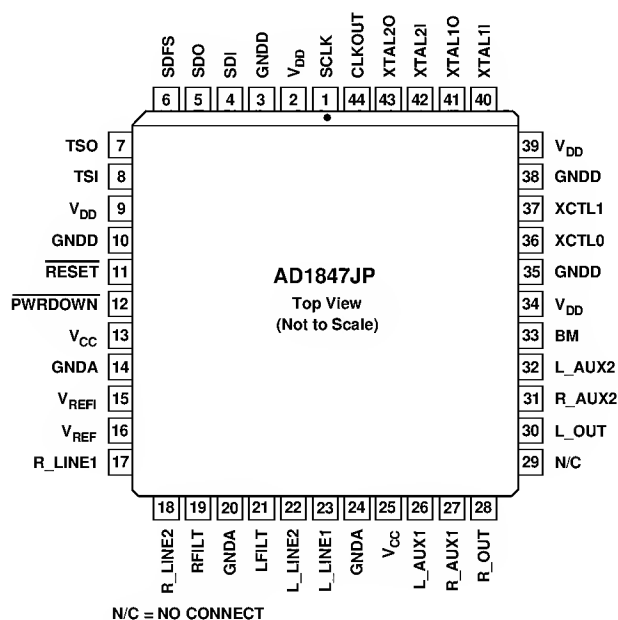 SDFS SDO SDI GNDD VDD SCLK CLKOUT XTAL2O XTAL2I XTAL1O XTAL1I
6 5 4 3 2 1 44 43 42 41 40
TSO 7 39 VDD
TSI 8 38 GNDD
VDD 9 37 XCTL1
GNDD 10 36 XCTL0
RESET 11 35 GNDD
PWRDOWN 12 34 VDD
VCC 13 33 BM
GNDA 14 32 L_AUX2
VREFI 15 31 R_AUX2
VREF 16 30 L_OUT
R_LINE1 17 29 N/C
AD1847JP
Top View
(Not to Scale)
18 19 20 21 22 23 24 25 26 27 28
R_LINE2 RFILT GNDA LFILT L_LINE2 L_LINE1 GNDA VCC L_AUX1 R_AUX1 R_OUT
N/C = NO CONNECT